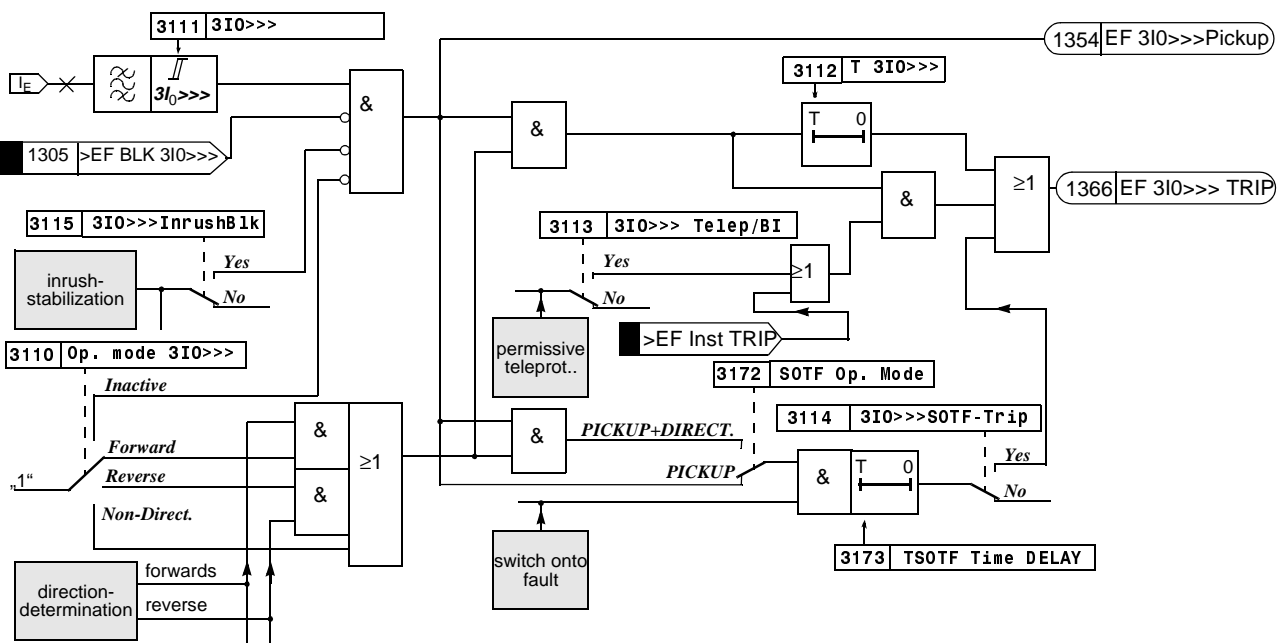 3111 3I0>>>
1354 EF 3I0>>>Pickup
3112 T 3I0>>>
IE
3I0>>>
&
&
T 0
1305 >EF BLK 3I0>>>
≥1
1366 EF 3I0>>> TRIP
&
3115 3I0>>>InrushBlk
3113 3I0>>> Telep/BI
inrush-
stabilization
Yes
No
Yes
No
≥1
>EF Inst TRIP
permissive
teleprot..
3110 Op. mode 3I0>>>
3172 SOTF Op. Mode
Inactive
3114 3I0>>>SOTF-Trip
&
≥1
&
PICKUP+DIRECT.
Forward
Yes
PICKUP
&
T 0
„1“
Reverse
&
No
Non-Direct.
switch onto
fault
3173 TSOTF Time DELAY
direction-
determination
forwards
reverse